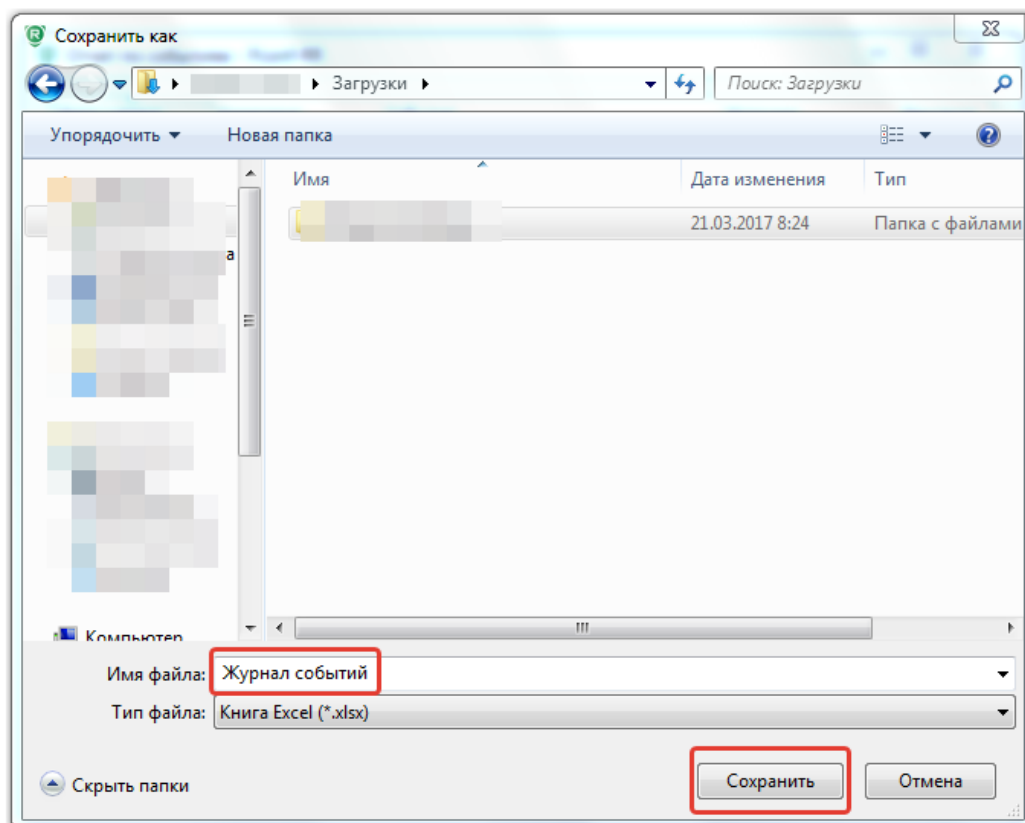 Сохранить как
Загрузки
Поиск: Загрузки
Упорядочить Новая папка
Имя Дата изменения Тип
21.03.2017 8:24 Папка с файлами
а
Компьютер
Имя файла: Журнал событий
Тип файла: Книга Excel (*.xlsx)
Скрыть папки Сохранить Отмена